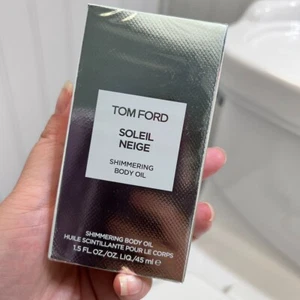 TOM FORD
SOLEIL
NEIGE
SHIMMERING
BODY OIL
SHIMMERING BODY OIL
HUILE SCINTILLANTE POUR LE CORPS
1.5 FL.OZ./OZ. LIQ./45 ml ℮